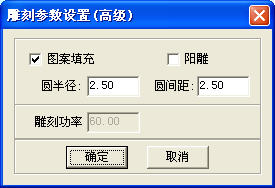 雕刻参数设置(高级)
图案填充 阳雕
圆半径: 2.50 圆间距: 2.50
雕刻功率 60.00
确定 取消